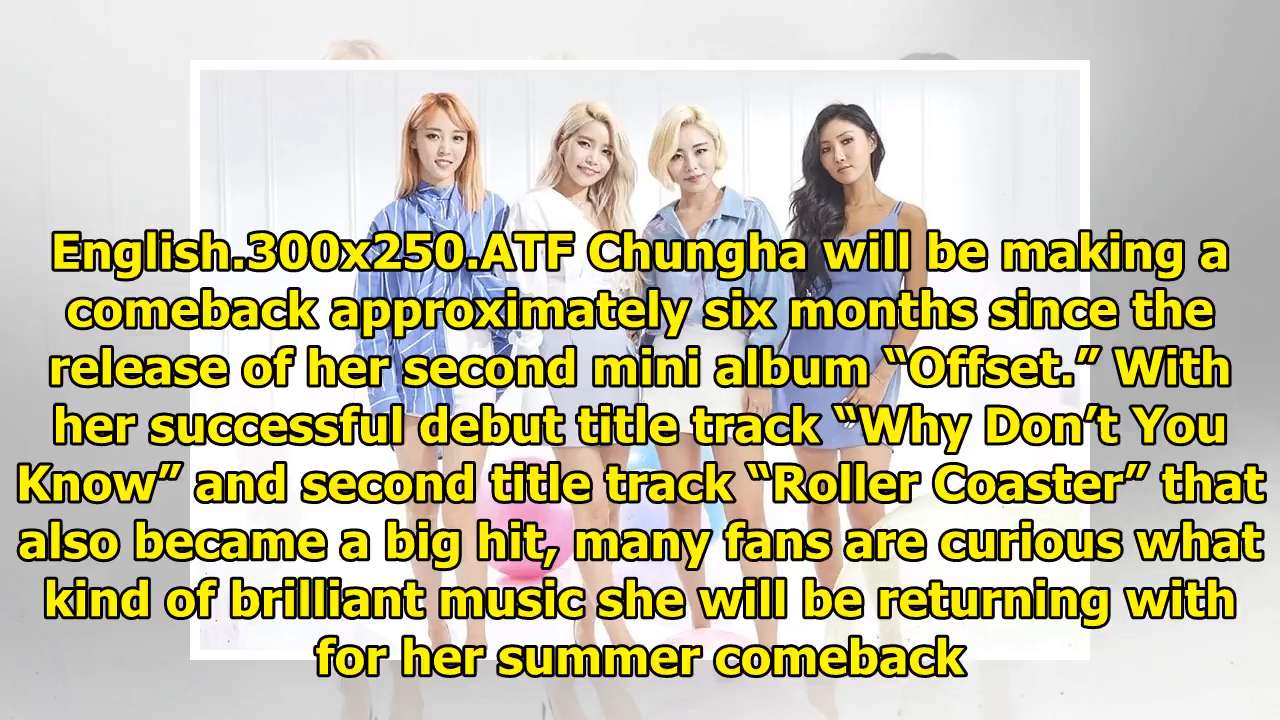 English.300x250.ATF Chungha will be making a
comeback approximately six months since the
release of her second mini album “Offset.” With
her successful debut title track “Why Don’t You
Know” and second title track “Roller Coaster” that
also became a big hit, many fans are curious what
kind of brilliant music she will be returning with
for her summer comeback